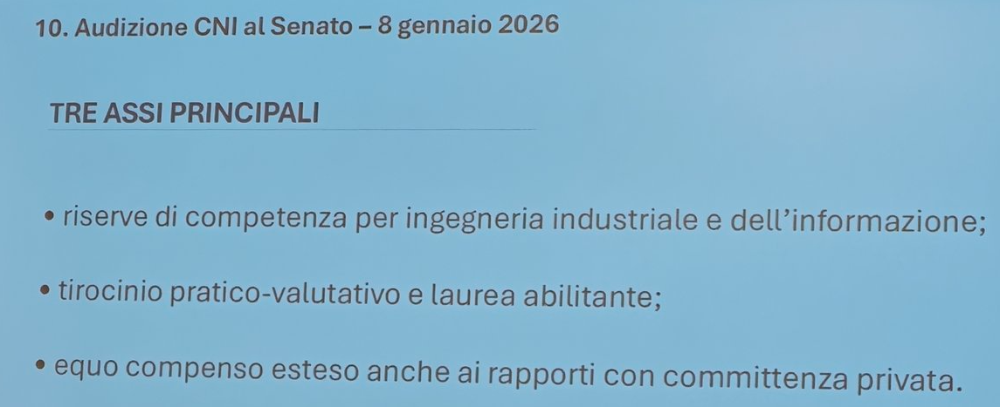 10. Audizione CNI al Senato – 8 gennaio 2026
TRE ASSI PRINCIPALI
• riserve di competenza per ingegneria industriale e dell’informazione;
• tirocinio pratico-valutativo e laurea abilitante;
• equo compenso esteso anche ai rapporti con committenza privata.